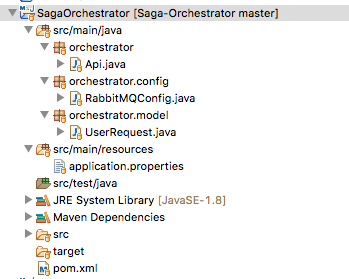 SagaOrchestrator [Saga-Orchestrator master]
src/main/java
orchestrator
Api.java
orchestrator.config
RabbitMQConfig.java
orchestrator.model
UserRequest.java
src/main/resources
application.properties
src/test/java
JRE System Library [JavaSE-1.8]
Maven Dependencies
src
target
pom.xml